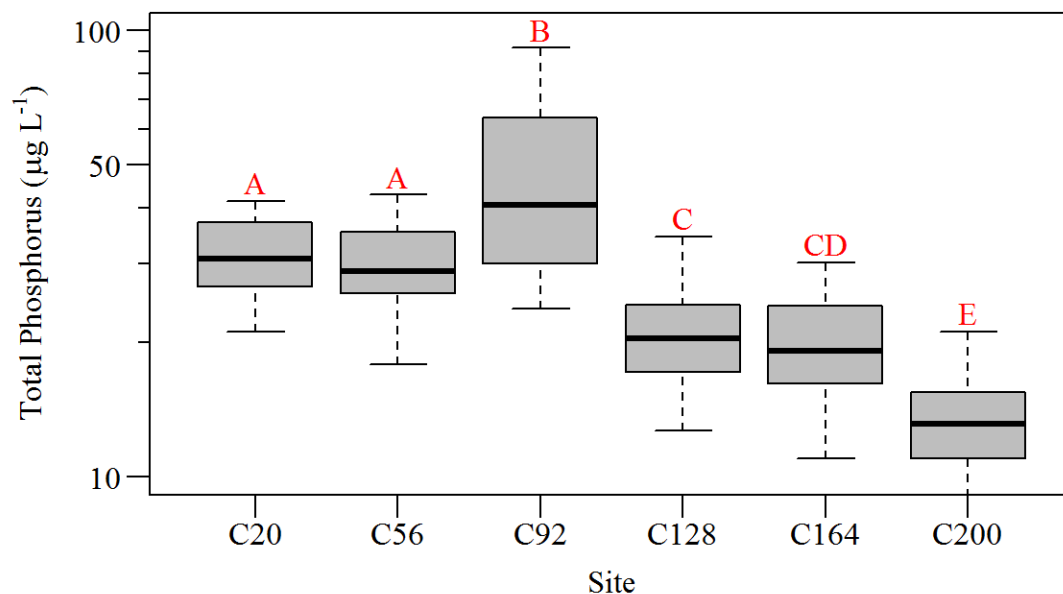 Total Phosphorus (µg L⁻¹)
100
50
10
A
A
B
C
CD
E
C20 C56 C92 C128 C164 C200
Site